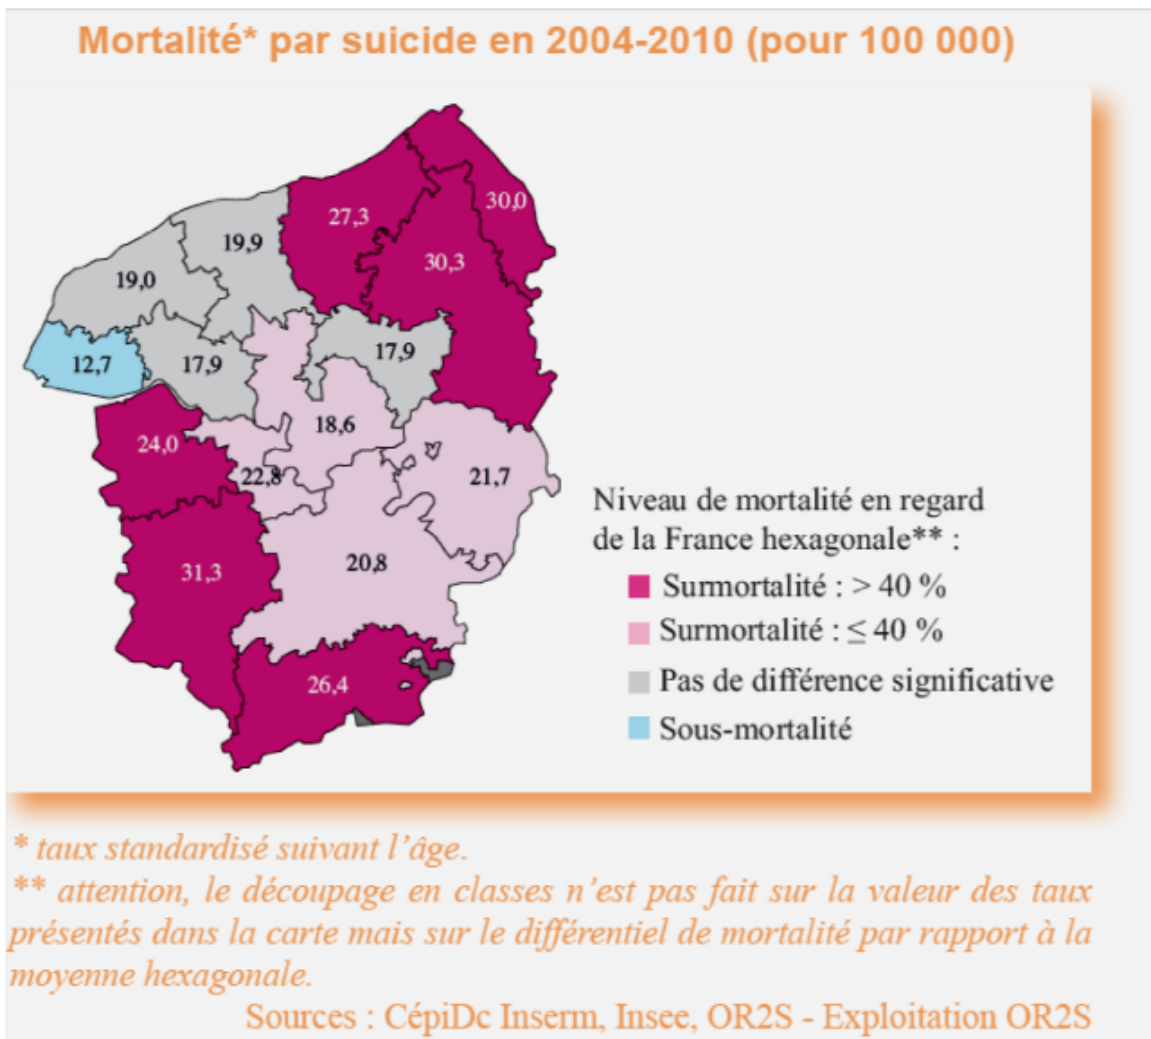 Mortalité* par suicide en 2004-2010 (pour 100 000)
30,0
27,3
19,9
30,3
19,0
17,9
12,7
17,9
18,6
24,0
22,8
21,7
20,8
31,3
26,4
Niveau de mortalité en regard
de la France hexagonale** :
Surmortalité : > 40 %
Surmortalité : ≤ 40 %
Pas de différence significative
Sous-mortalité
* taux standardisé suivant l’âge.
** attention, le découpage en classes n’est pas fait sur la valeur des taux
présentés dans la carte mais sur le différentiel de mortalité par rapport à la
moyenne hexagonale.
Sources : CépiDc Inserm, Insee, OR2S - Exploitation OR2S